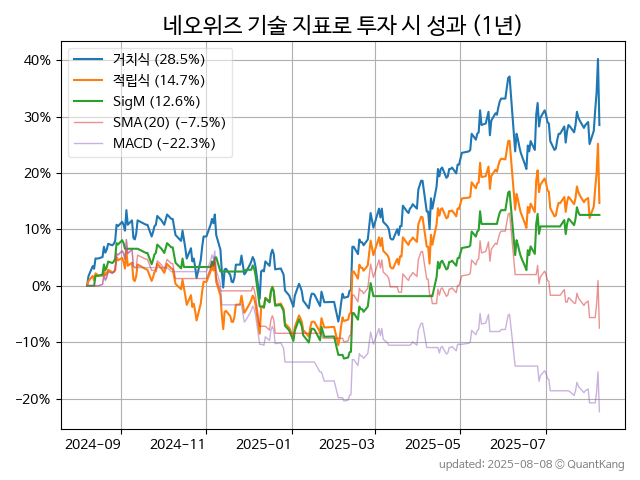 네오위즈 기술 지표로 투자 시 성과 (1년)
거치식 (28.5%)
적립식 (14.7%)
SigM (12.6%)
SMA(20) (−7.5%)
MACD (−22.3%)
40%
30%
20%
10%
0%
−10%
−20%
2024-09 2024-11 2025-01 2025-03 2025-05 2025-07
updated: 2025-08-08 © QuantKang